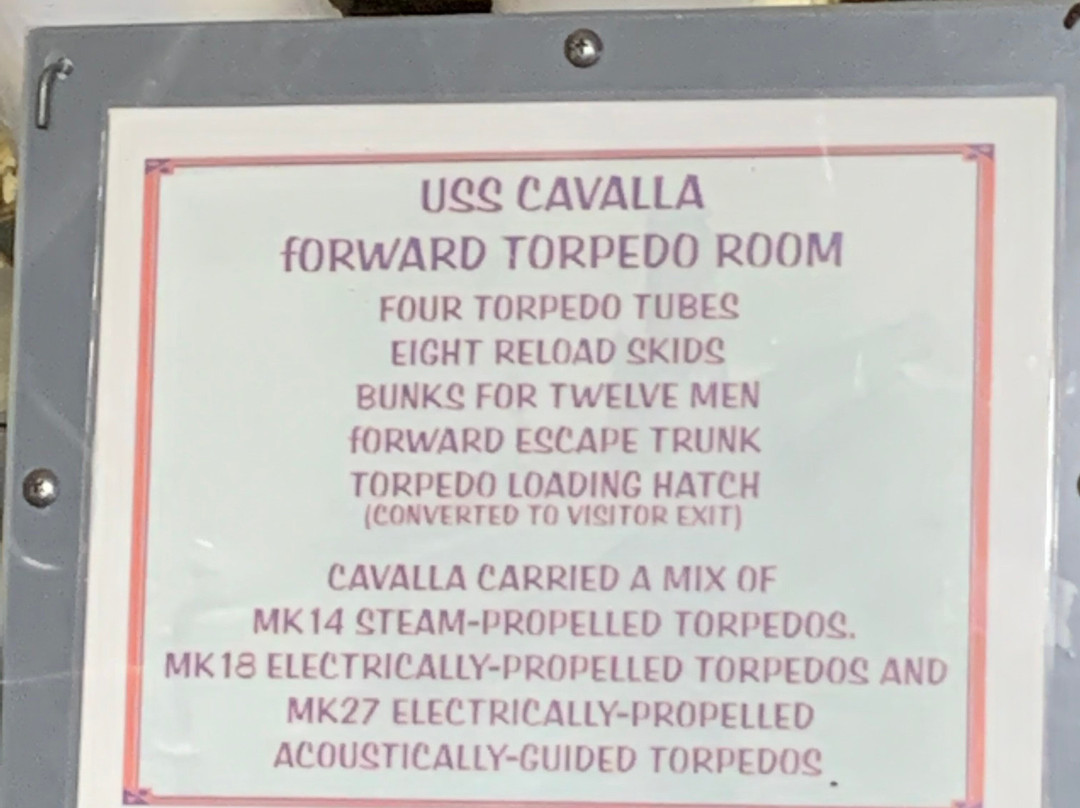 USS CAVALLA
fORWARD TORPEDO ROOM
FOUR TORPEDO TUBES
EIGHT RELOAD SKIDS
BUNKS FOR TWELVE MEN
fORWARD ESCAPE TRUNK
TORPEDO LOADING HATCH
(CONVERTED TO VISITOR EXIT)
CAVALLA CARRIED A MIX OF
MK14 STEAM-PROPELLED TORPEDOS.
MK18 ELECTRICALLY-PROPELLED TORPEDOS AND
MK27 ELECTRICALLY-PROPELLED
ACOUSTICALLY-GUIDED TORPEDOS.